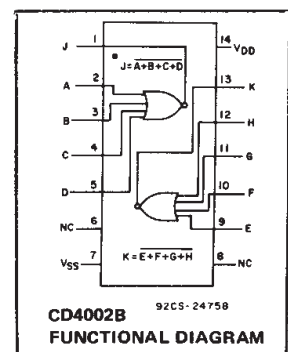 J 1
14 VDD
J=A+B+C+D
A 2
13 K
B 3
12 H
C 4
11 G
D 5
10 F
NC 6
9 E
VSS 7
K=E+F+G+H
8 NC
92CS-24758
CD4002B
FUNCTIONAL DIAGRAM